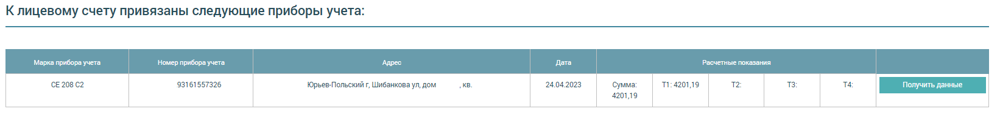 К лицевому счету привязаны следующие приборы учета:
Марка прибора учета Номер прибора учета Адрес Дата Расчетные показания
СЕ 208 С2 93161557326 Юрьев-Польский г, Шибанкова ул, дом , кв. 24.04.2023 Сумма: Т1: 4201,19 Т2: Т3: Т4: Получить данные
4201,19